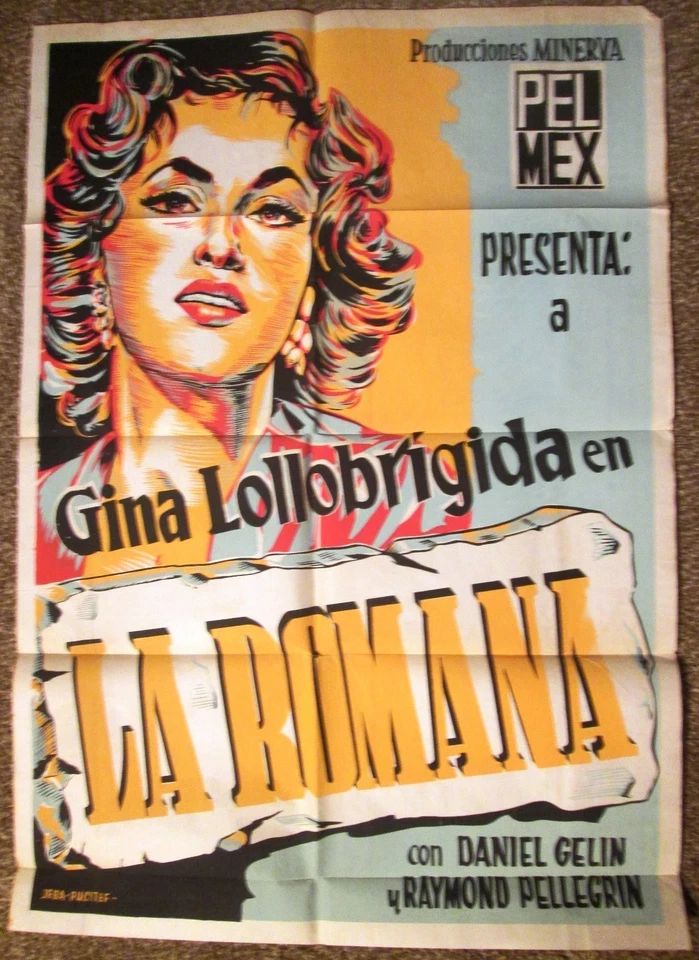 Producciones MINERVA
PEL
MEX
PRESENTA:
a
Gina Lollobrigida en
LA ROMANA
con DANIEL GELIN
y RAYMOND PELLEGRIN